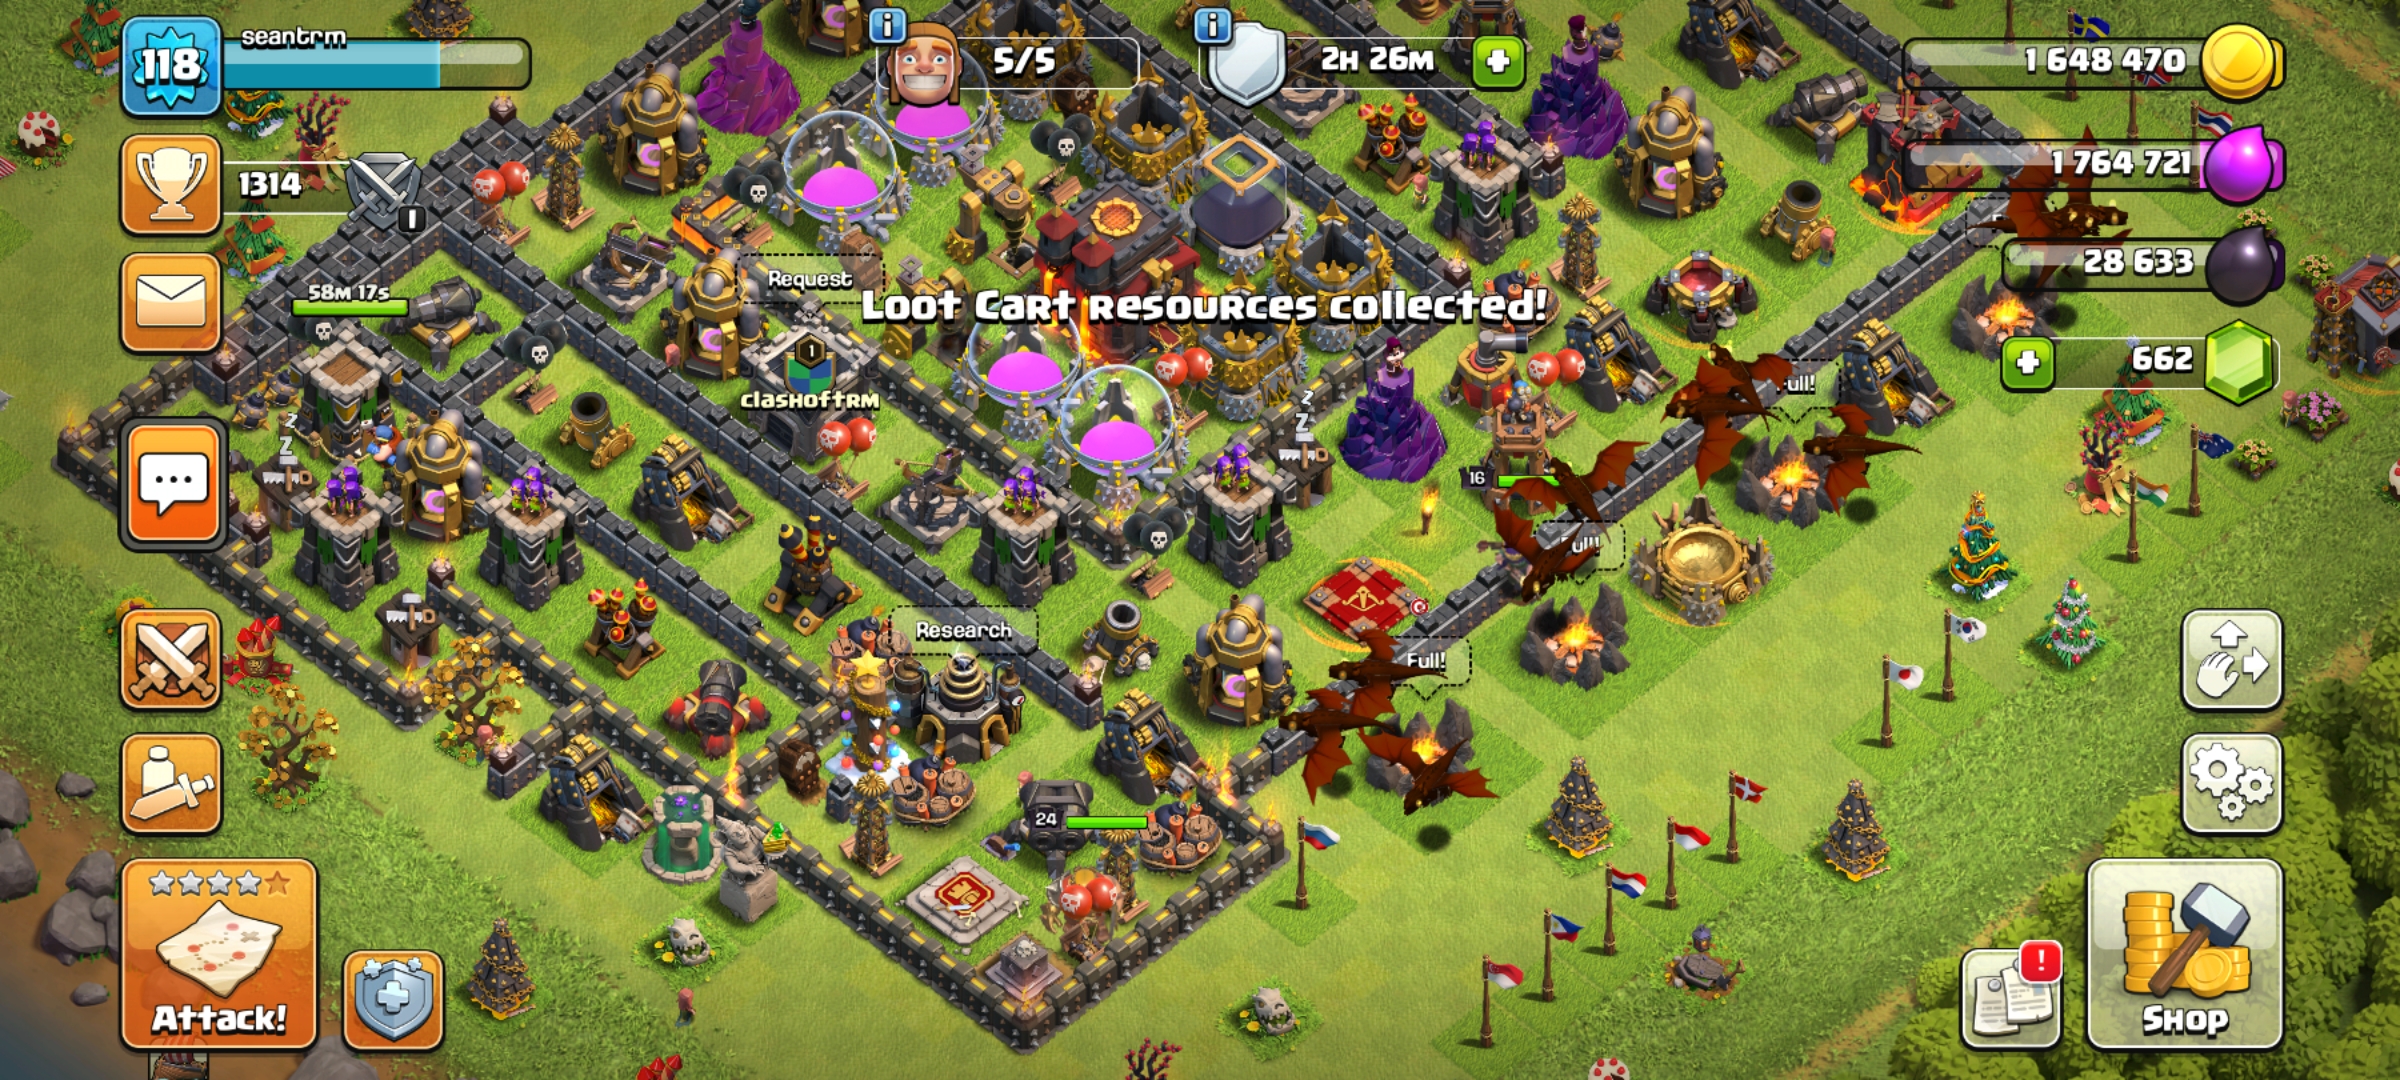 118
seantrm
5/5
2H 26M
1 648 470
1314
I
1 764 721
28 633
662
58M 17s
Request
Loot Cart resources collected!
1
clashoftRM
Full!
z
Z
z
Z
16
Full!
Research
Full!
24
Attack!
!
Shop